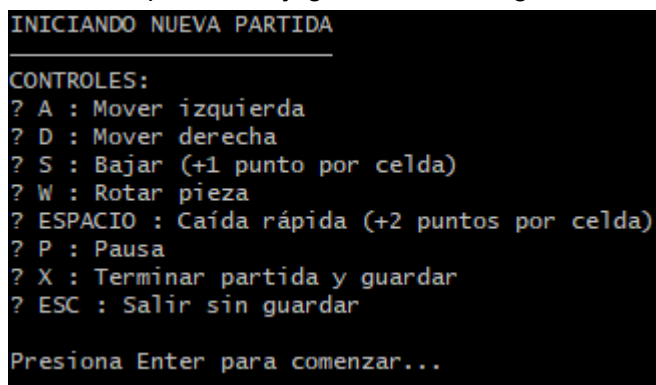 INICIANDO NUEVA PARTIDA
CONTROLES:
? A : Mover izquierda
? D : Mover derecha
? S : Bajar (+1 punto por celda)
? W : Rotar pieza
? ESPACIO : Caída rápida (+2 puntos por celda)
? P : Pausa
? X : Terminar partida y guardar
? ESC : Salir sin guardar
Presiona Enter para comenzar...